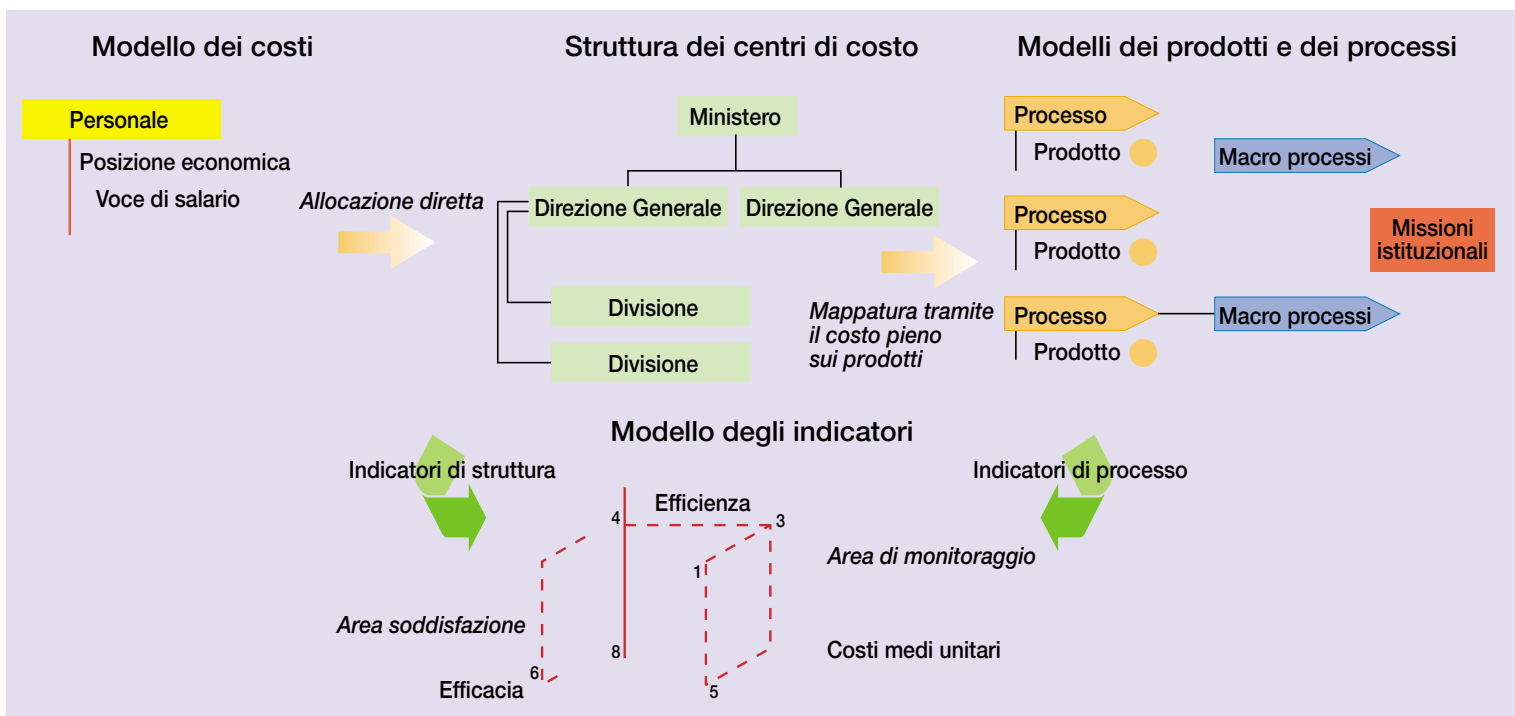 Modello dei costi
Struttura dei centri di costo
Modelli dei prodotti e dei processi
Personale
Posizione economica
Voce di salario
Allocazione diretta
Ministero
Direzione Generale
Direzione Generale
Divisione
Divisione
Mappatura tramite
il costo pieno
sui prodotti
Processo
Prodotto
Macro processi
Processo
Prodotto
Missioni
istituzionali
Processo
Macro processi
Prodotto
Modello degli indicatori
Indicatori di struttura
Indicatori di processo
Efficienza
4
3
1
Area di monitoraggio
Area soddisfazione
8
Costi medi unitari
6
Efficacia
5